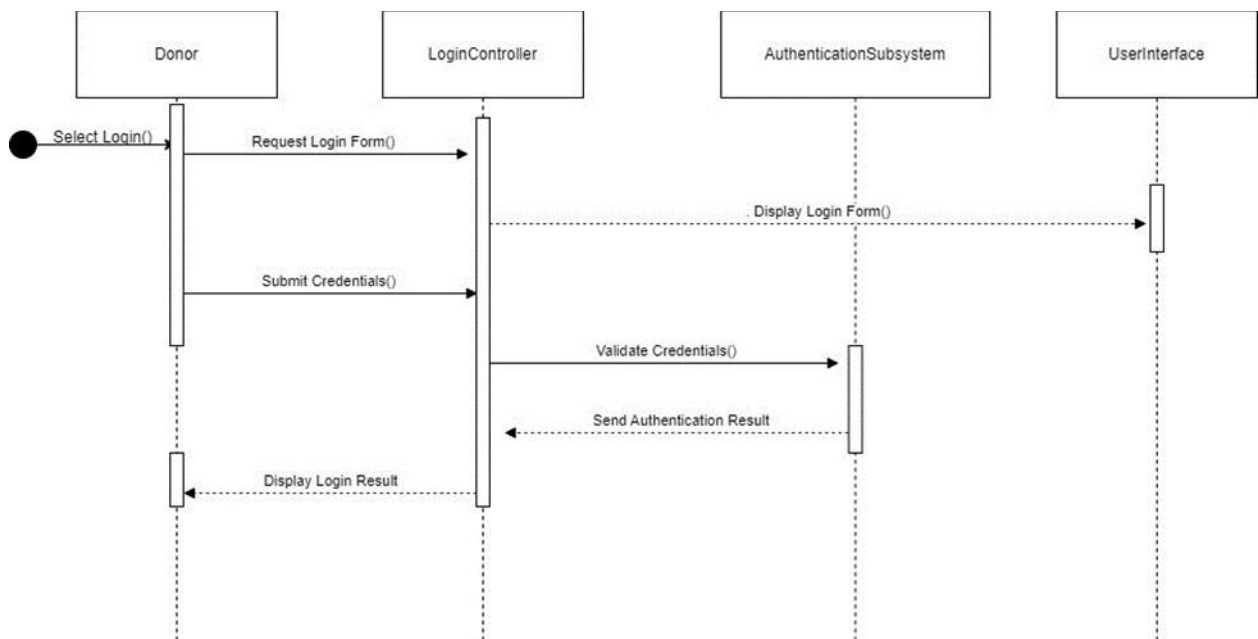 Donor
LoginController
AuthenticationSubsystem
UserInterface
Select Login()
Request Login Form()
. Display Login Form()
Submit Credentials()
Validate Credentials()
Send Authentication Result
Display Login Result